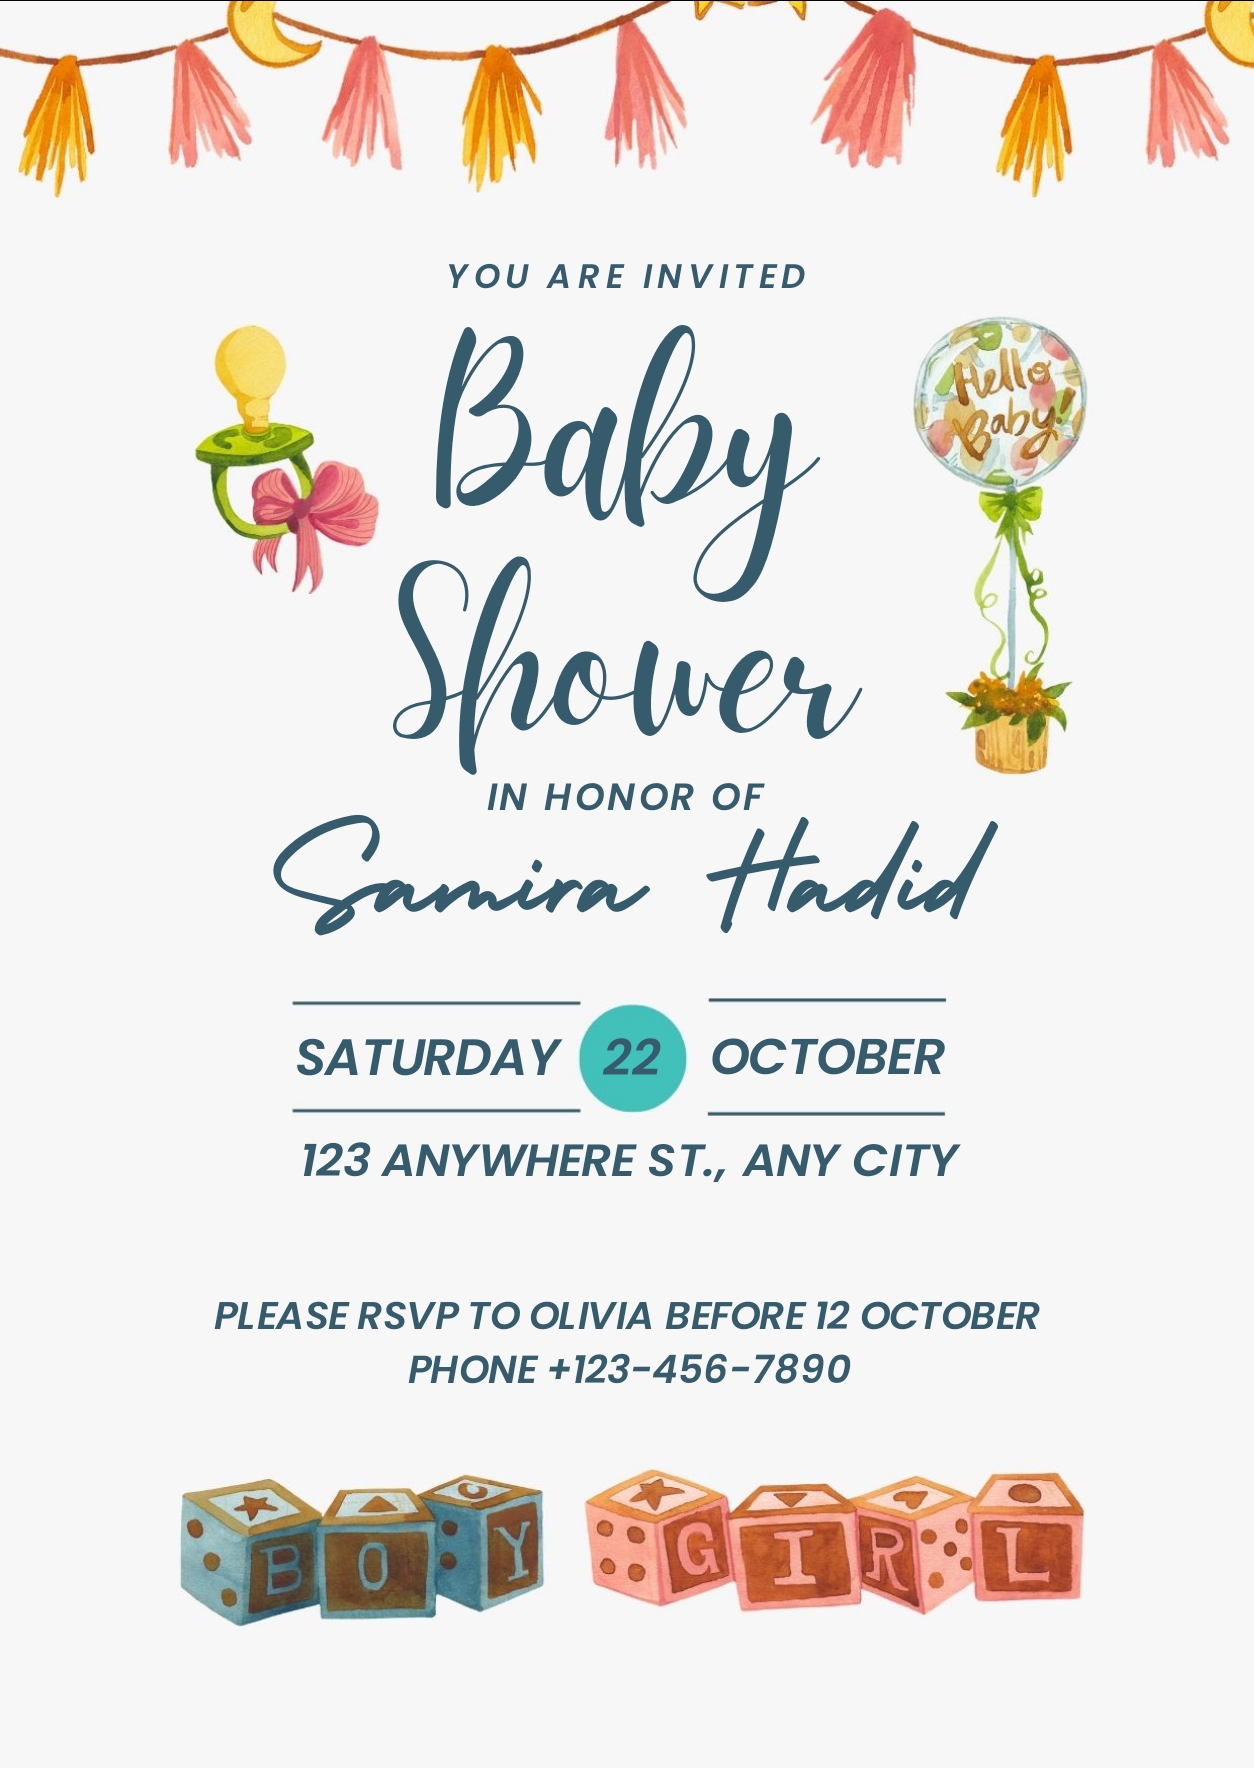 YOU ARE INVITED
Hello
Baby!
Baby
Shower
IN HONOR OF
Samira Hadid
SATURDAY 22 OCTOBER
123 ANYWHERE ST., ANY CITY
PLEASE RSVP TO OLIVIA BEFORE 12 OCTOBER
PHONE +123-456-7890
BOY GIRL